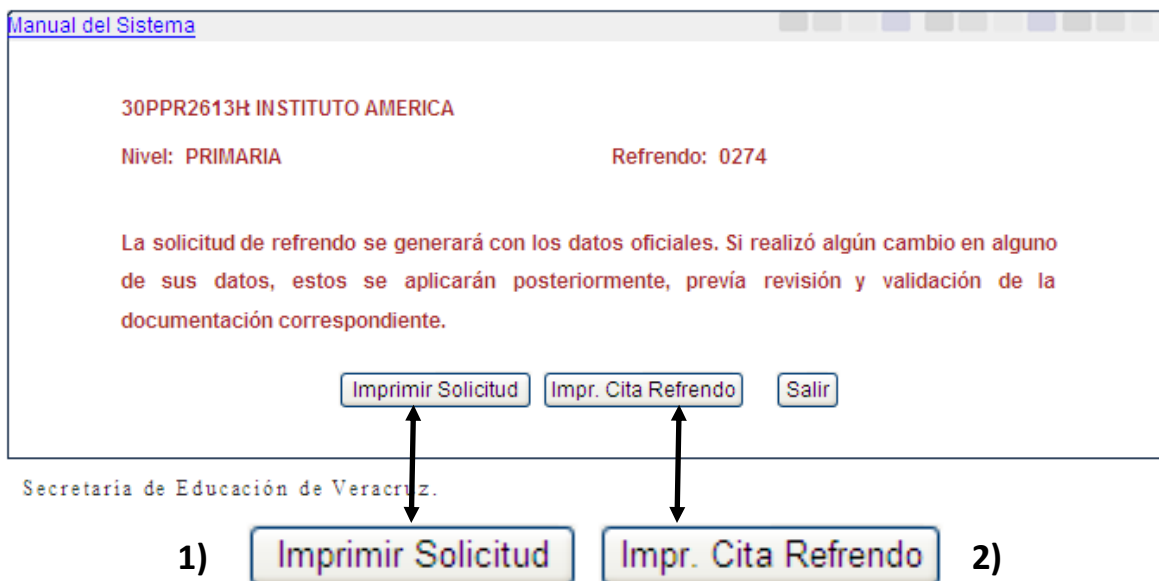 Manual del Sistema
30PPR2613H: INSTITUTO AMERICA
Nivel: PRIMARIA Refrendo: 0274
La solicitud de refrendo se generará con los datos oficiales. Si realizó algún cambio en alguno
de sus datos, estos se aplicarán posteriormente, prevía revisión y validación de la
documentación correspondiente.
Imprimir Solicitud Impr. Cita Refrendo Salir
Secretaría de Educación de Veracruz.
1) Imprimir Solicitud Impr. Cita Refrendo 2)